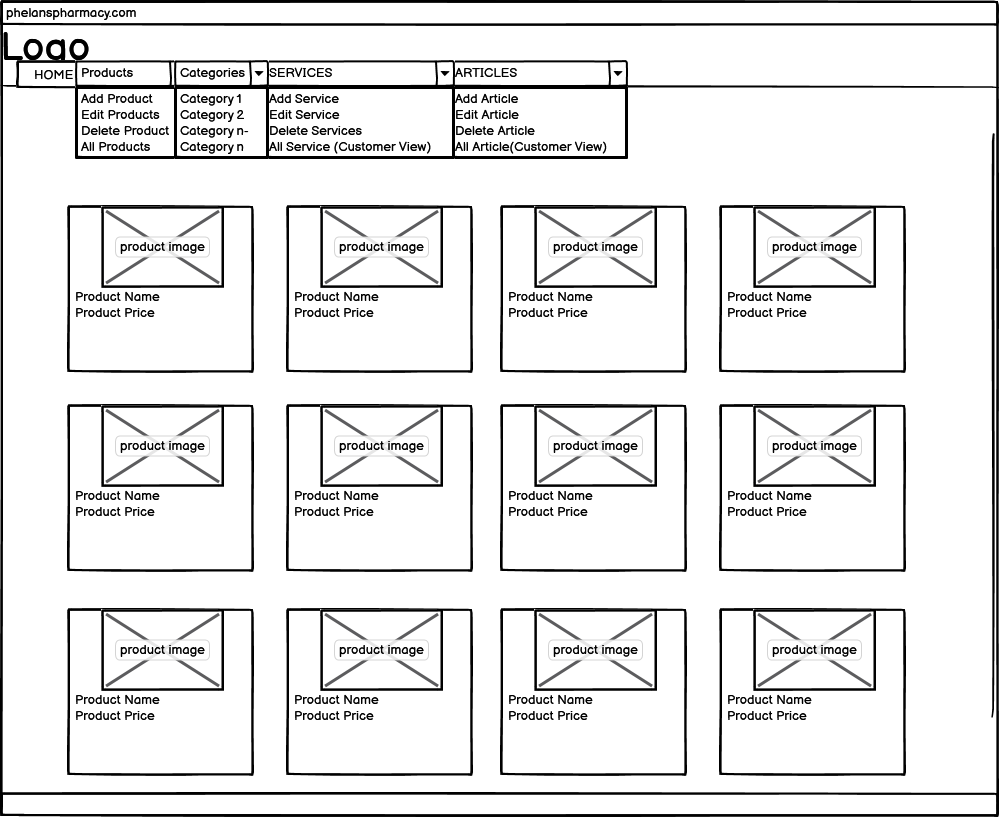 phelanspharmacy.com
Logo
HOME Products Categories SERVICES ARTICLES
Add Product Category 1 Add Service Add Article
Edit Products Category 2 Edit Service Edit Article
Delete Product Category n- Delete Services Delete Article
All Products Category n All Service (Customer View) All Article(Customer View)
product image product image product image product image
Product Name Product Name Product Name Product Name
Product Price Product Price Product Price Product Price
product image product image product image product image
Product Name Product Name Product Name Product Name
Product Price Product Price Product Price Product Price
product image product image product image product image
Product Name Product Name Product Name Product Name
Product Price Product Price Product Price Product Price